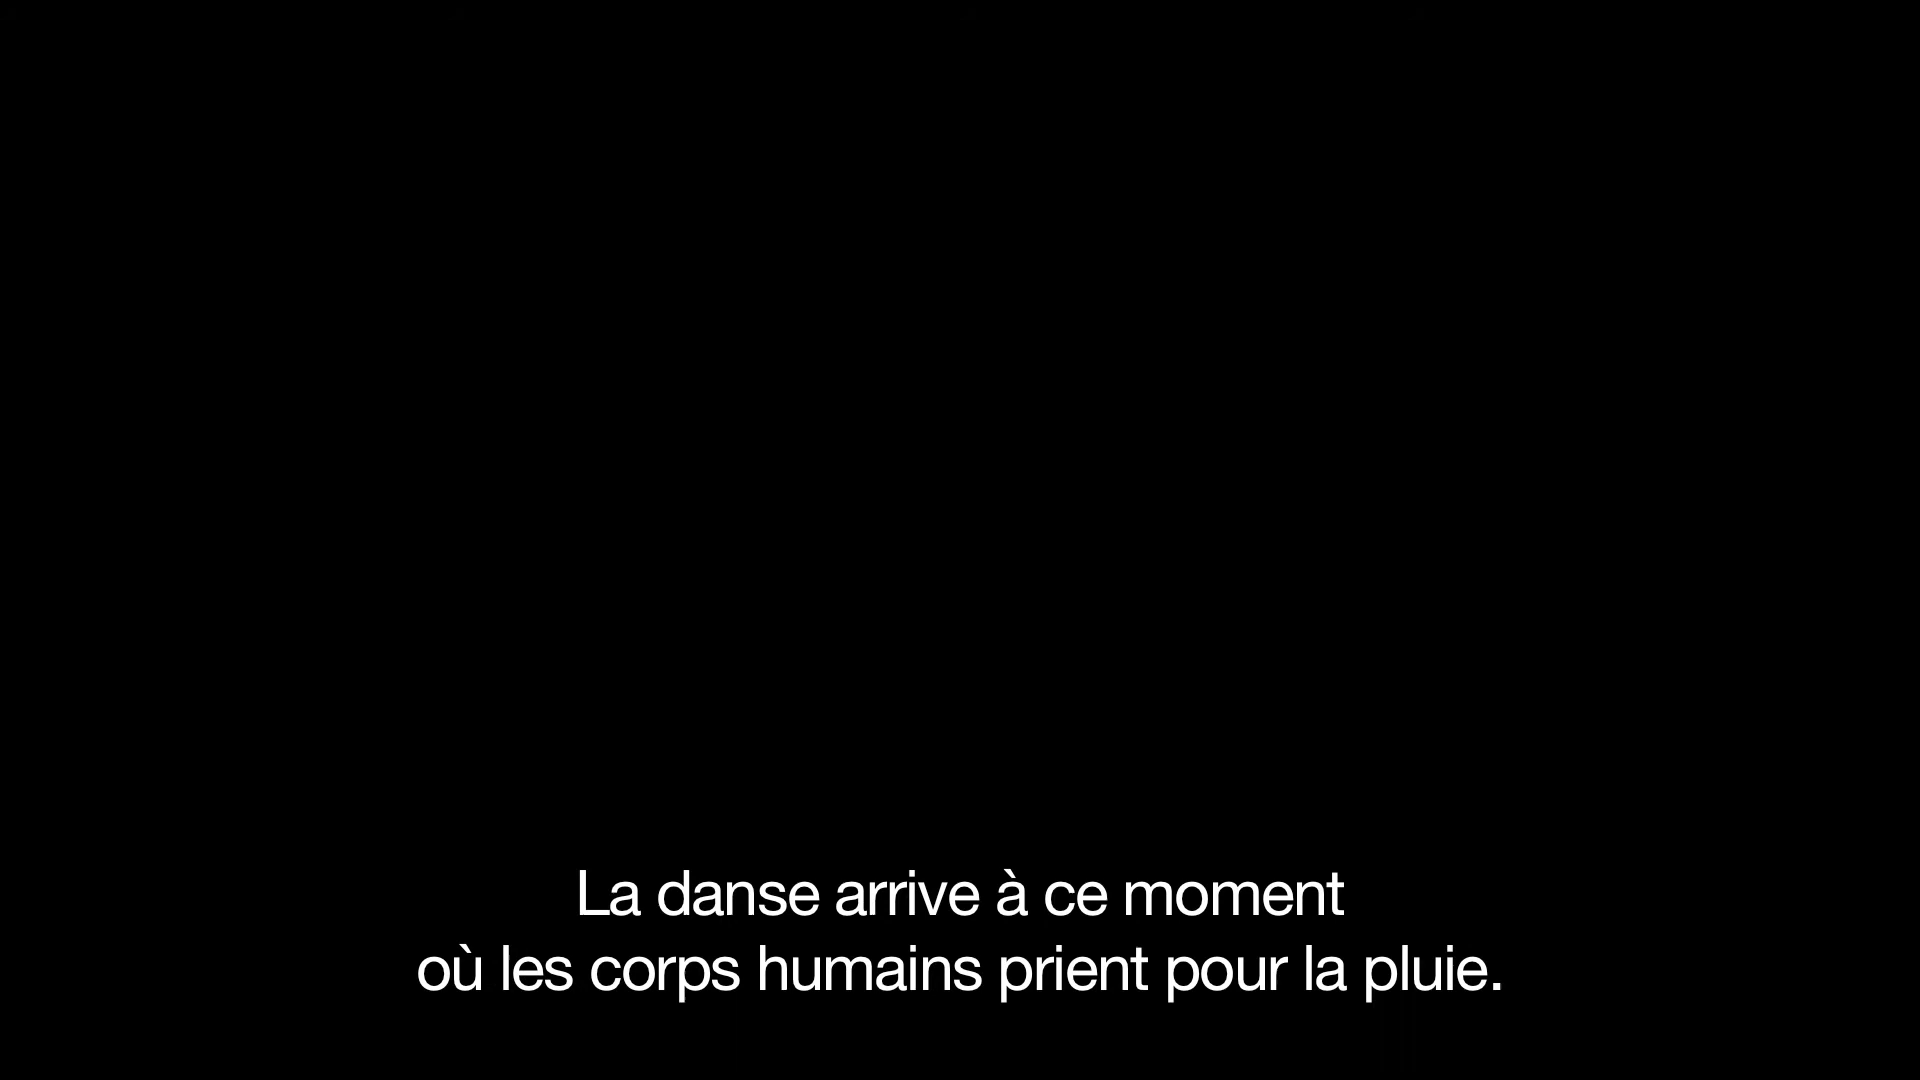 La danse arrive à ce moment
où les corps humains prient pour la pluie.